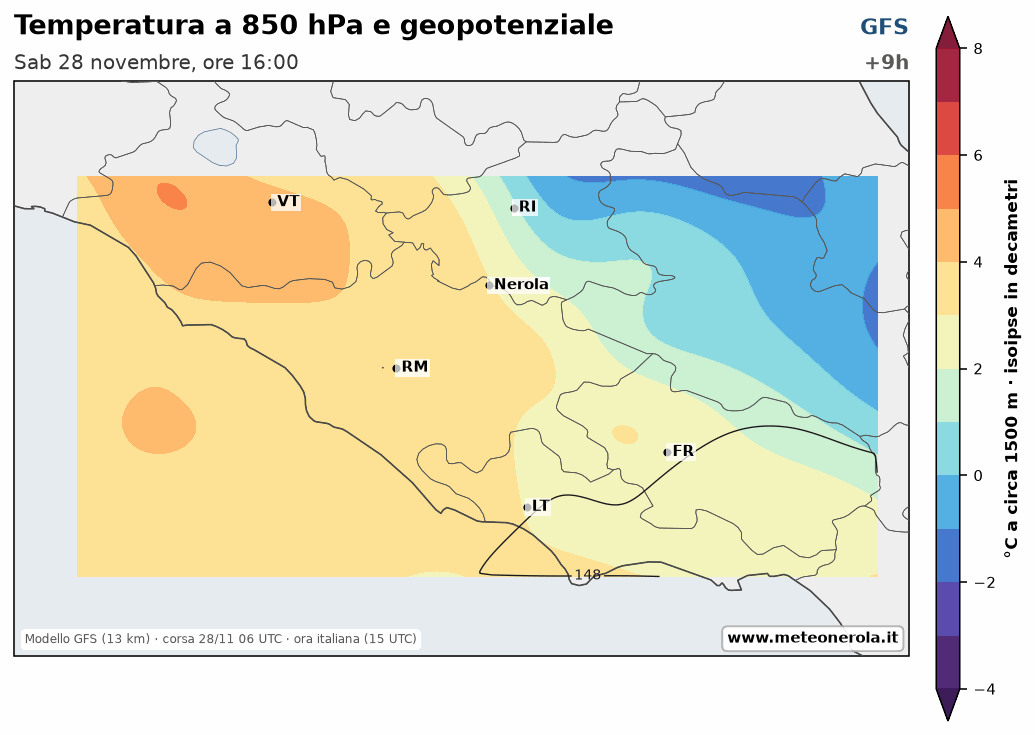 Temperatura a 850 hPa e geopotenziale
GFS
Sab 28 novembre, ore 16:00
+9h
VT
RI
Nerola
RM
FR
LT
148
8
6
4
2
0
−2
−4
°C a circa 1500 m · isoipse in decametri
Modello GFS (13 km) · corsa 28/11 06 UTC · ora italiana (15 UTC)
www.meteonerola.it